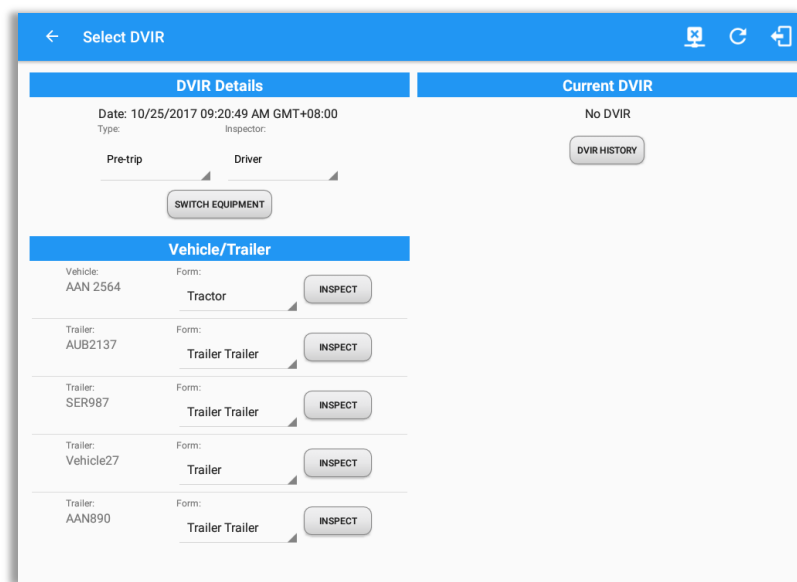 Select DVIR
DVIR Details
Date: 10/25/2017 09:20:49 AM GMT+08:00
Type: Inspector:
Pre-trip Driver
SWITCH EQUIPMENT
Vehicle/Trailer
Vehicle: Form:
AAN 2564 Tractor INSPECT
Trailer: Form:
AUB2137 Trailer Trailer INSPECT
Trailer: Form:
SER987 Trailer Trailer INSPECT
Trailer: Form:
Vehicle27 Trailer INSPECT
Trailer: Form:
AAN890 Trailer Trailer INSPECT
Current DVIR
No DVIR
DVIR HISTORY